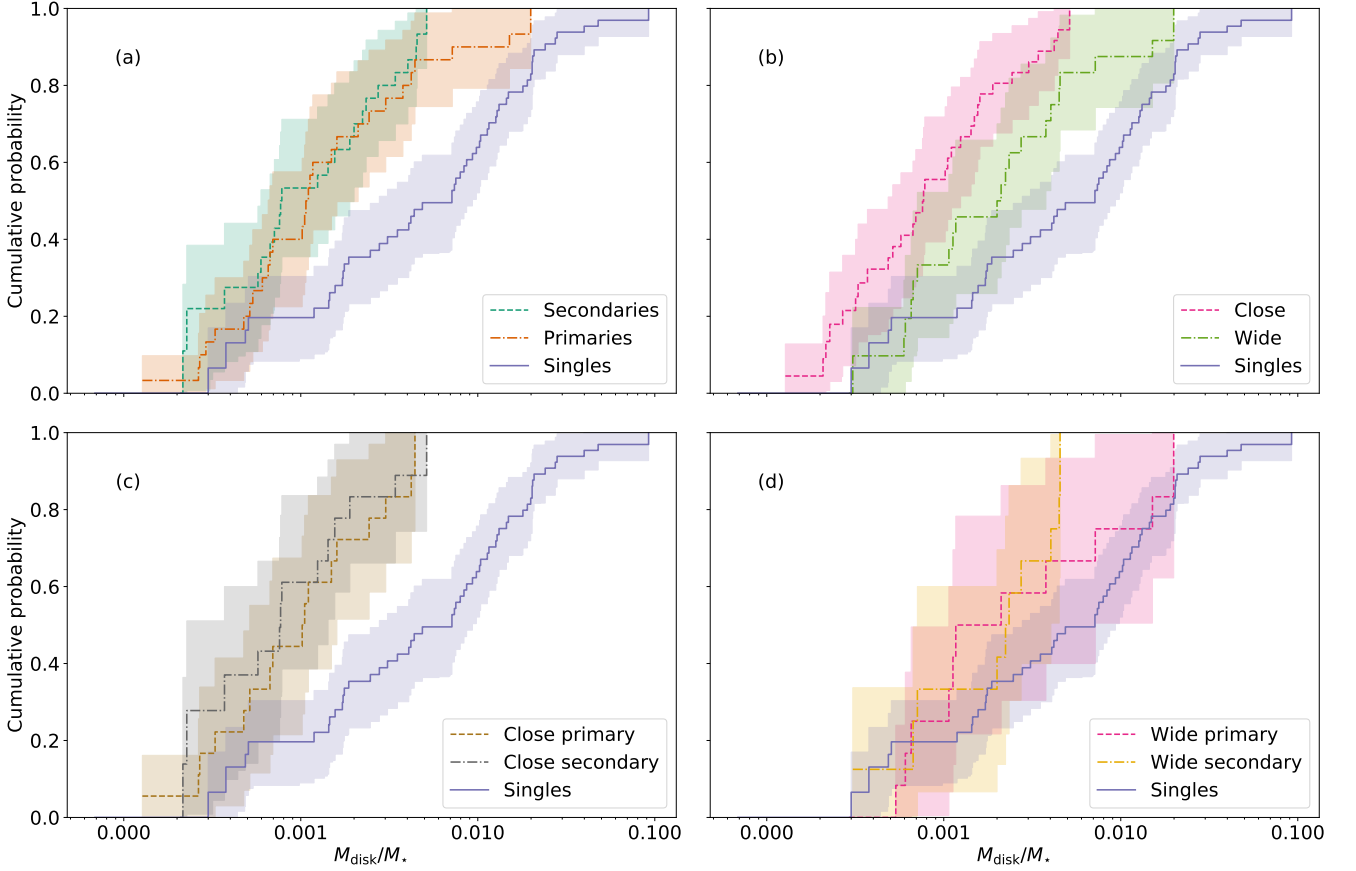 1.0
0.8
0.6
0.4
0.2
0.0
Cumulative probability
(a)
Secondaries
Primaries
Singles
(b)
Close
Wide
Singles
1.0
0.8
0.6
0.4
0.2
0.0
Cumulative probability
(c)
Close primary
Close secondary
Singles
0.000
0.001
0.010
0.100
M_disk/M_⋆
(d)
Wide primary
Wide secondary
Singles
0.000
0.001
0.010
0.100
M_disk/M_⋆